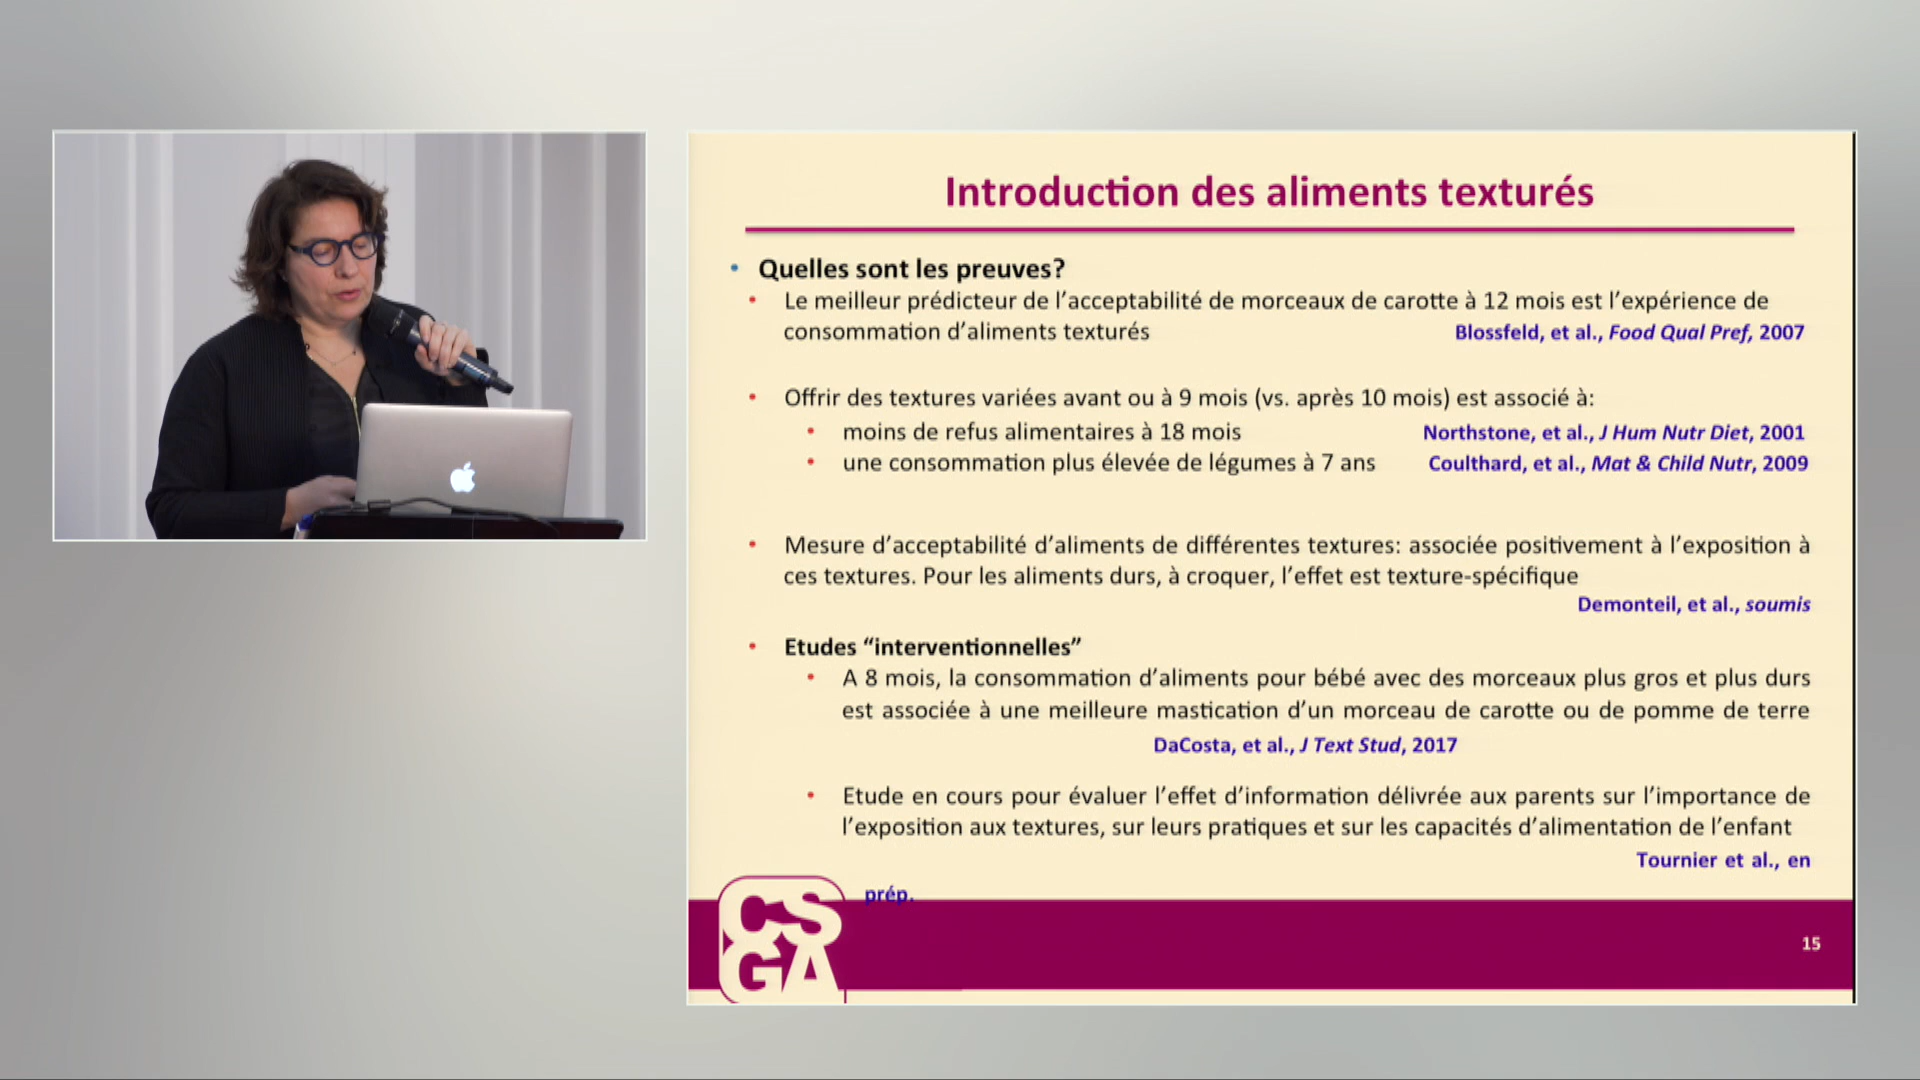 Introduction des aliments texturés
• Quelles sont les preuves?
• Le meilleur prédicteur de l'acceptabilité de morceaux de carotte à 12 mois est l'expérience de
consommation d'aliments texturés Blossfeld, et al., Food Qual Pref, 2007
• Offrir des textures variées avant ou à 9 mois (vs. après 10 mois) est associé à:
• moins de refus alimentaires à 18 mois Northstone, et al., J Hum Nutr Diet, 2001
• une consommation plus élevée de légumes à 7 ans Coulthard, et al., Mat & Child Nutr, 2009
• Mesure d'acceptabilité d'aliments de différentes textures: associée positivement à l'exposition à
ces textures. Pour les aliments durs, à croquer, l'effet est texture-spécifique
Demonteil, et al., soumis
• Etudes “interventionnelles”
• A 8 mois, la consommation d'aliments pour bébé avec des morceaux plus gros et plus durs
est associée à une meilleure mastication d'un morceau de carotte ou de pomme de terre
DaCosta, et al., J Text Stud, 2017
• Etude en cours pour évaluer l'effet d'information délivrée aux parents sur l'importance de
l'exposition aux textures, sur leurs pratiques et sur les capacités d'alimentation de l'enfant
Tournier et al., en
prép.
CS
GA
15